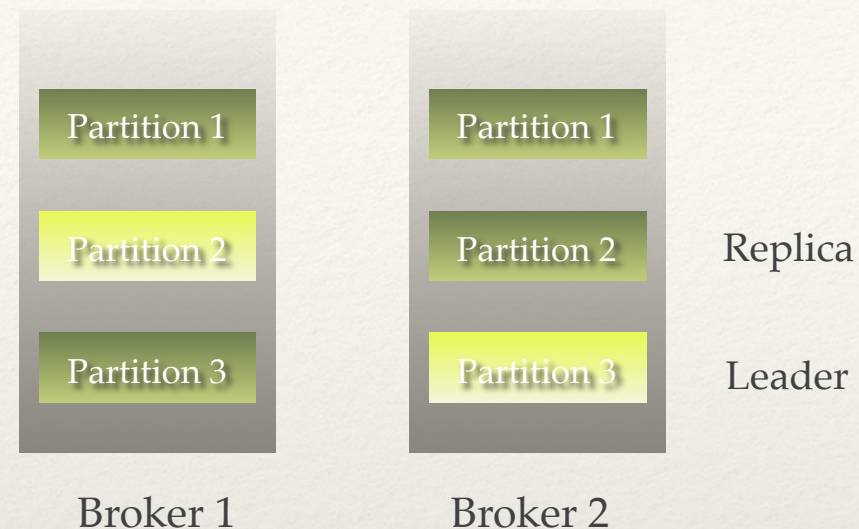 Partition 1
Partition 1
Partition 2
Partition 2
Replica
Partition 3
Partition 3
Leader
Broker 1
Broker 2